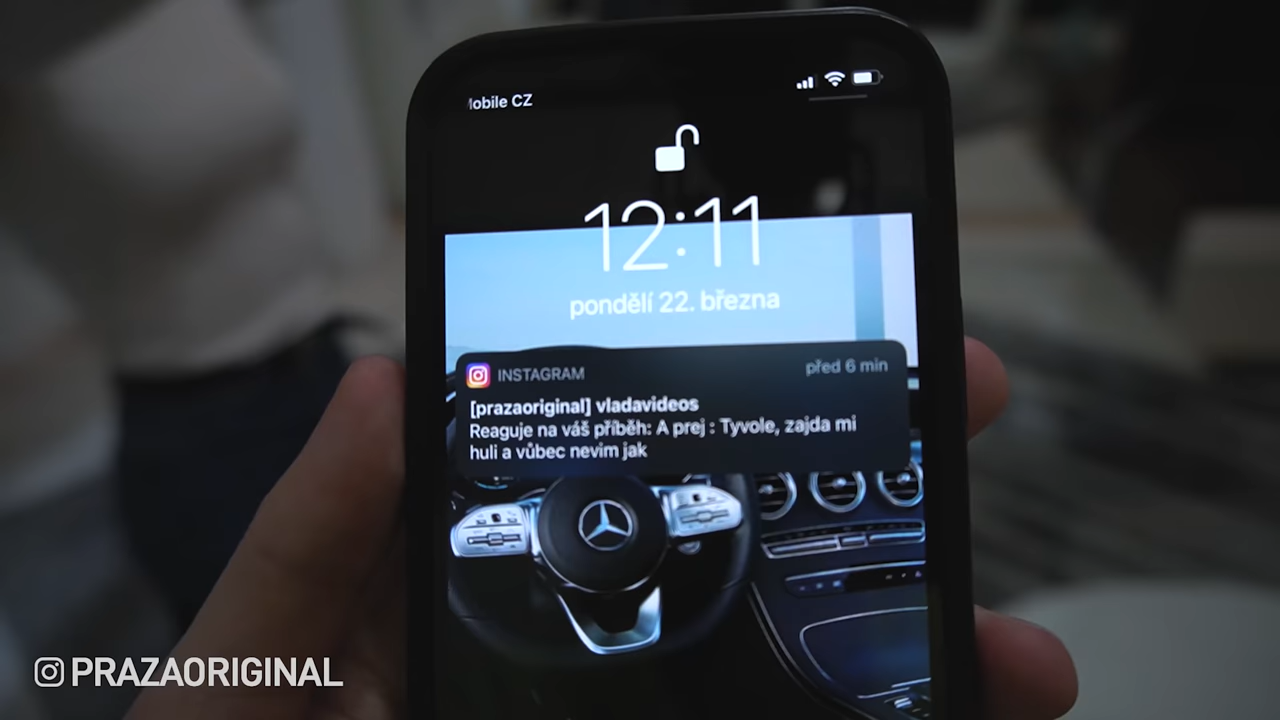 Mobile CZ
12:11
pondělí 22. března
INSTAGRAM
před 6 min
[prazaoriginal] vladavideos
Reaguje na váš příběh: A prej : Tyvole, zajda mi
huli a vůbec nevim jak
PRAZAORIGINAL